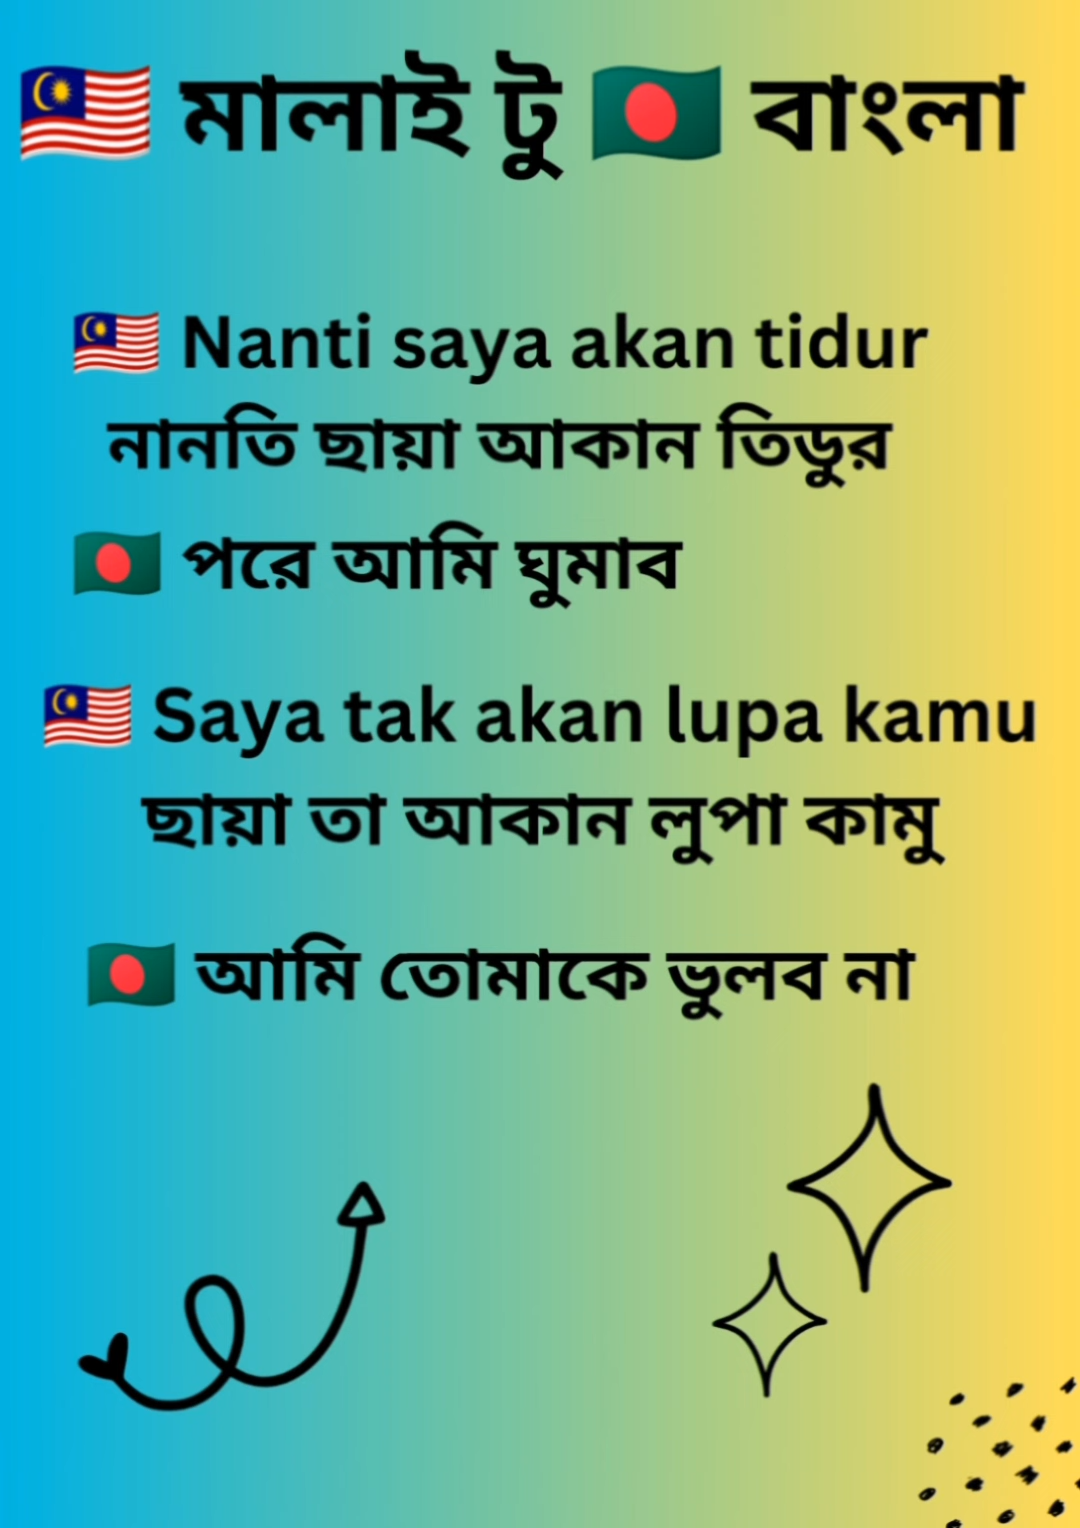 🇲🇾 মালাই টু 🇧🇩 বাংলা
🇲🇾 Nanti saya akan tidur
নানতি ছায়া আকান তিডুর
🇧🇩 পরে আমি ঘুমাব
🇲🇾 Saya tak akan lupa kamu
ছায়া তা আকান লুপা কামু
🇧🇩 আমি তোমাকে ভুলব না